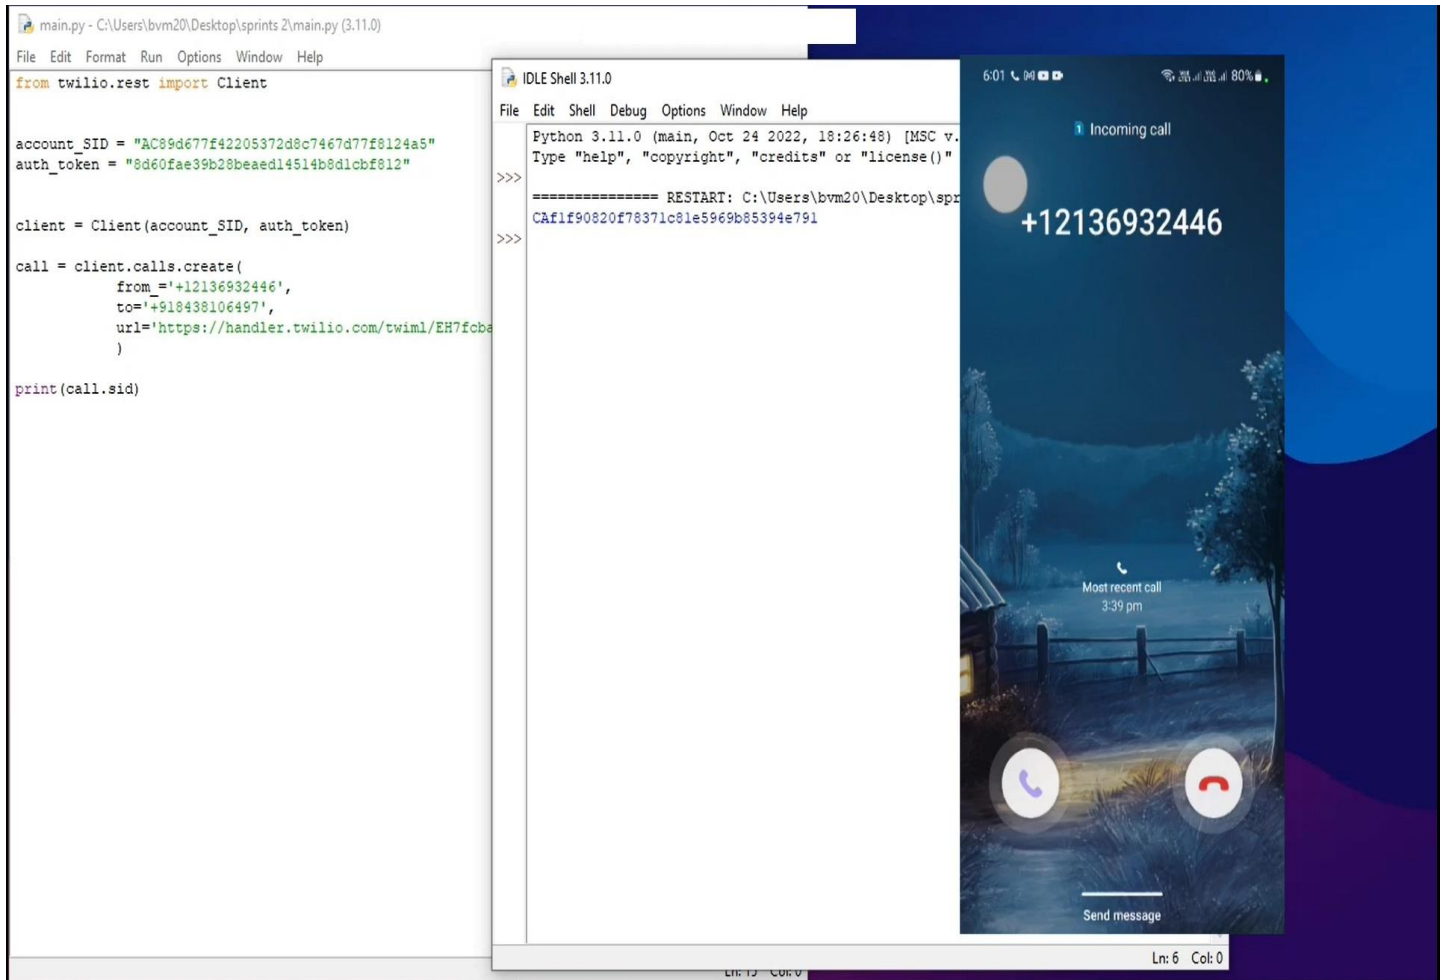 main.py - C:\Users\bvm20\Desktop\sprints 2\main.py (3.11.0)
File Edit Format Run Options Window Help
from twilio.rest import Client
account_SID = "AC89d677f42205372d8c7467d77f8124a5"
auth_token = "8d60fae39b28beaed14514b8d1cbf812"
client = Client(account_SID, auth_token)
call = client.calls.create(
from_='+12136932446',
to='+918438106497',
url='https://handler.twilio.com/twiml/EH7fcba
)
print(call.sid)
IDLE Shell 3.11.0
File Edit Shell Debug Options Window Help
Python 3.11.0 (main, Oct 24 2022, 18:26:48) [MSC v.
Type "help", "copyright", "credits" or "license()"
>>>
=============== RESTART: C:\Users\bvm20\Desktop\spr
CAf1f90820f78371c81e5969b85394e791
>>>
Ln: 6 Col: 0
6:01 80%
1 Incoming call
+12136932446
Most recent call
3:39 pm
Send message